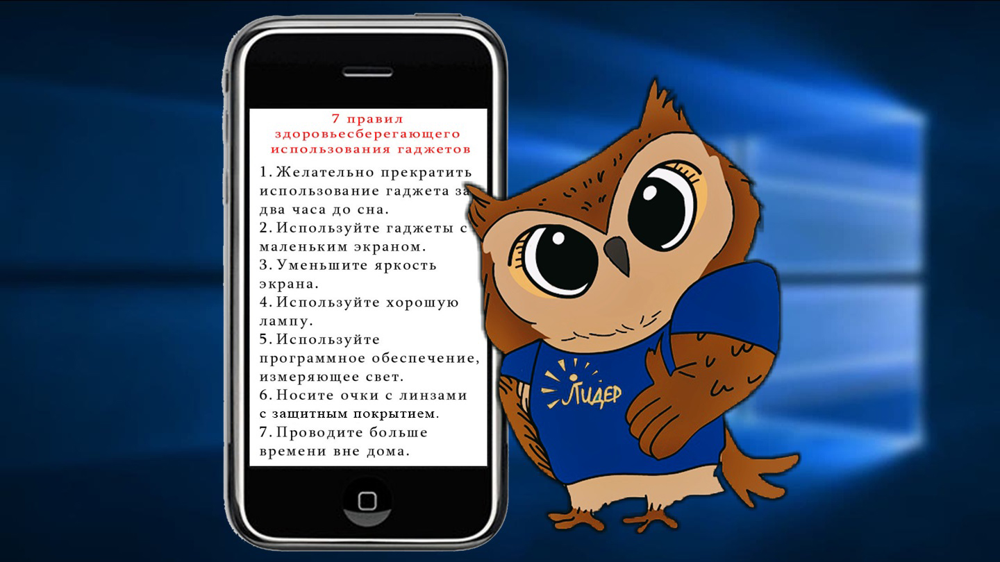 7 правил
здоровьесберегающего
использования гаджетов
1. Желательно прекратить
использование гаджета за
два часа до сна.
2. Используйте гаджеты с
маленьким экраном.
3. Уменьшите яркость
экрана.
4. Используйте хорошую
лампу.
5. Используйте
программное обеспечение,
измеряющее свет.
6. Носите очки с линзами
с защитным покрытием.
7. Проводите больше
времени вне дома.
ЛИДЕР